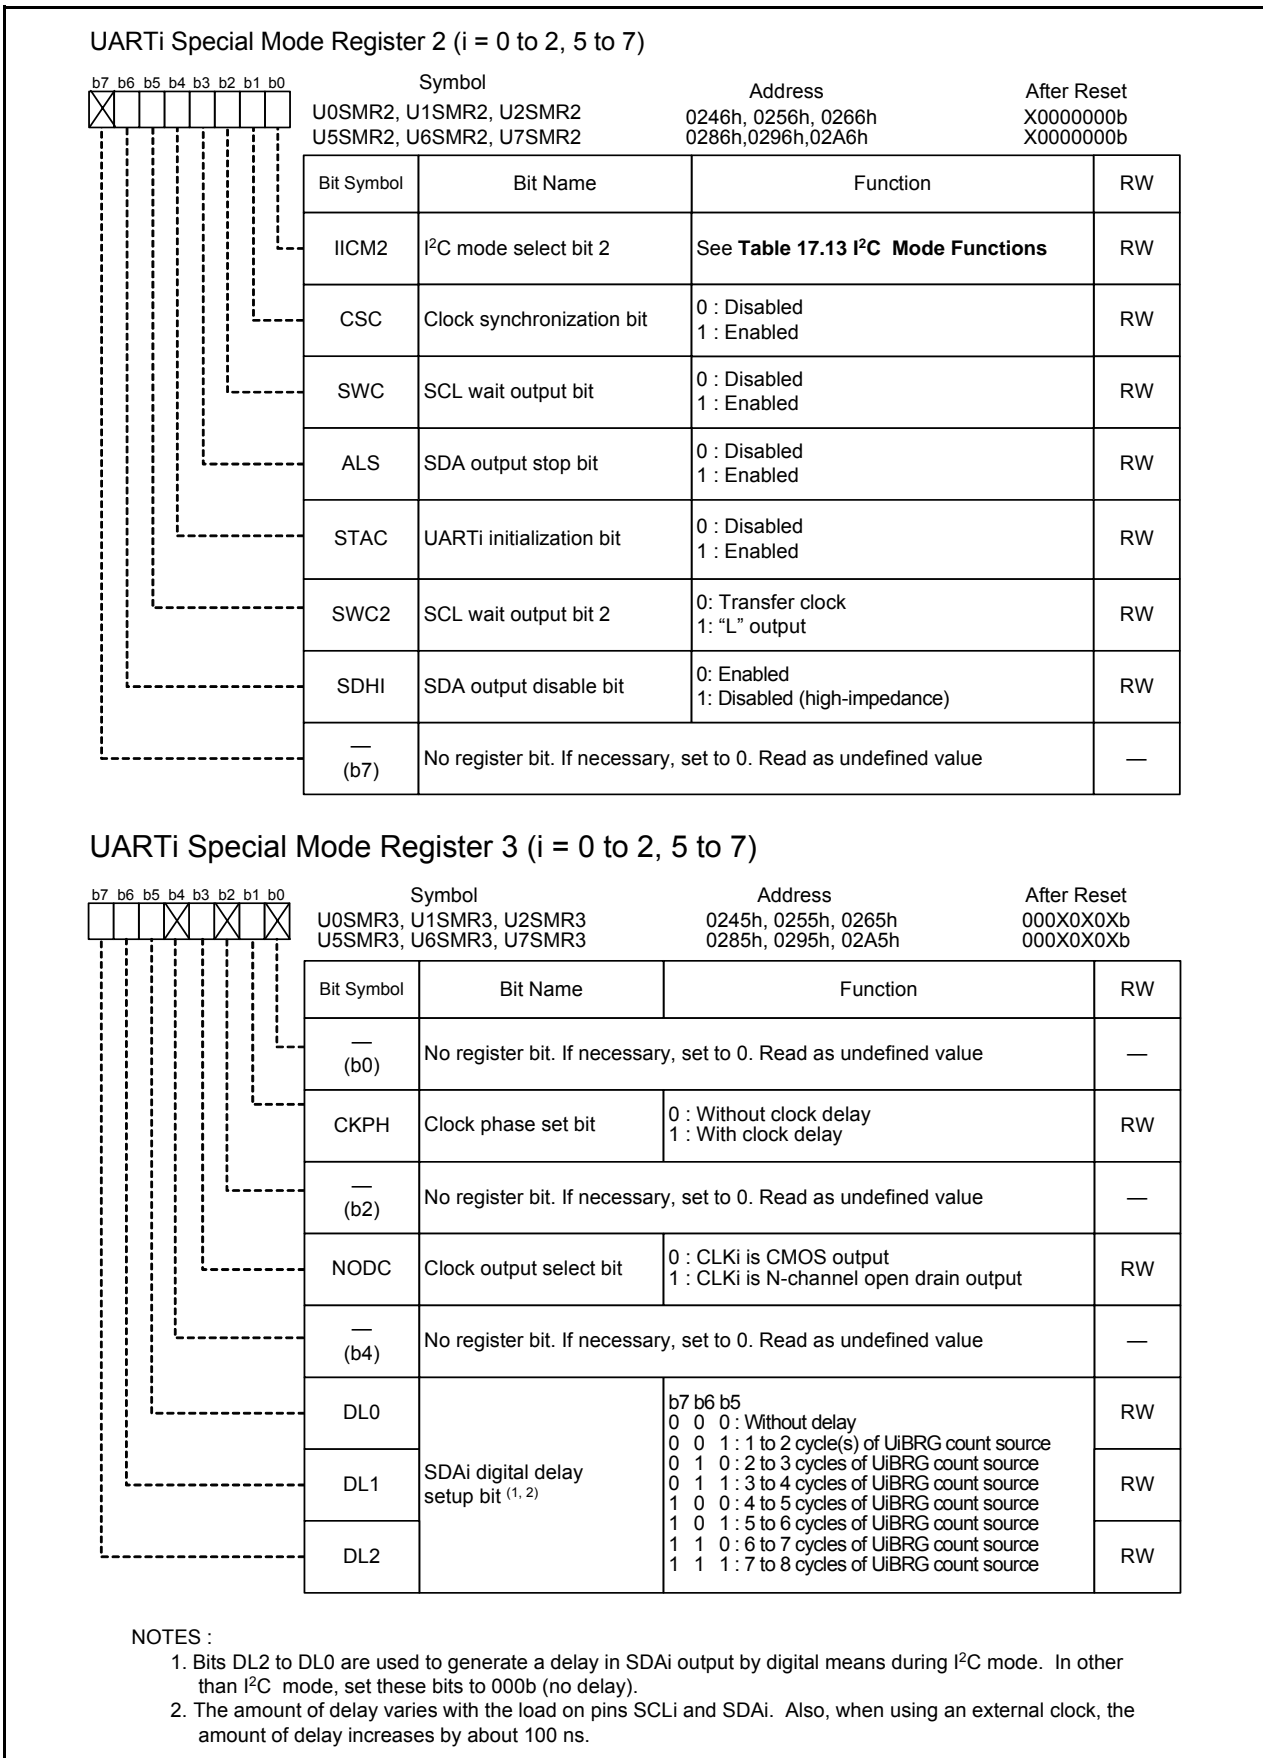 UARTi Special Mode Register 2 (i = 0 to 2, 5 to 7)
b7 b6 b5 b4 b3 b2 b1 b0
Symbol Address After Reset
U0SMR2, U1SMR2, U2SMR2 0246h, 0256h, 0266h X0000000b
U5SMR2, U6SMR2, U7SMR2 0286h,0296h,02A6h X0000000b
Bit Symbol Bit Name Function RW
IICM2 I²C mode select bit 2 See Table 17.13 I²C Mode Functions RW
CSC Clock synchronization bit 0 : Disabled
1 : Enabled RW
SWC SCL wait output bit 0 : Disabled
1 : Enabled RW
ALS SDA output stop bit 0 : Disabled
1 : Enabled RW
STAC UARTi initialization bit 0 : Disabled
1 : Enabled RW
SWC2 SCL wait output bit 2 0: Transfer clock
1: “L” output RW
SDHI SDA output disable bit 0: Enabled
1: Disabled (high-impedance) RW
—
(b7) No register bit. If necessary, set to 0. Read as undefined value —
UARTi Special Mode Register 3 (i = 0 to 2, 5 to 7)
b7 b6 b5 b4 b3 b2 b1 b0
Symbol Address After Reset
U0SMR3, U1SMR3, U2SMR3 0245h, 0255h, 0265h 000X0X0Xb
U5SMR3, U6SMR3, U7SMR3 0285h, 0295h, 02A5h 000X0X0Xb
Bit Symbol Bit Name Function RW
—
(b0) No register bit. If necessary, set to 0. Read as undefined value —
CKPH Clock phase set bit 0 : Without clock delay
1 : With clock delay RW
—
(b2) No register bit. If necessary, set to 0. Read as undefined value —
NODC Clock output select bit 0 : CLKi is CMOS output
1 : CLKi is N-channel open drain output RW
—
(b4) No register bit. If necessary, set to 0. Read as undefined value —
DL0 RW
DL1 RW
DL2 RW
SDAi digital delay
setup bit (1, 2)
b7 b6 b5
0 0 0 : Without delay
0 0 1 : 1 to 2 cycle(s) of UiBRG count source
0 1 0 : 2 to 3 cycles of UiBRG count source
0 1 1 : 3 to 4 cycles of UiBRG count source
1 0 0 : 4 to 5 cycles of UiBRG count source
1 0 1 : 5 to 6 cycles of UiBRG count source
1 1 0 : 6 to 7 cycles of UiBRG count source
1 1 1 : 7 to 8 cycles of UiBRG count source
NOTES :
1. Bits DL2 to DL0 are used to generate a delay in SDAi output by digital means during I²C mode. In other
than I²C mode, set these bits to 000b (no delay).
2. The amount of delay varies with the load on pins SCLi and SDAi. Also, when using an external clock, the
amount of delay increases by about 100 ns.